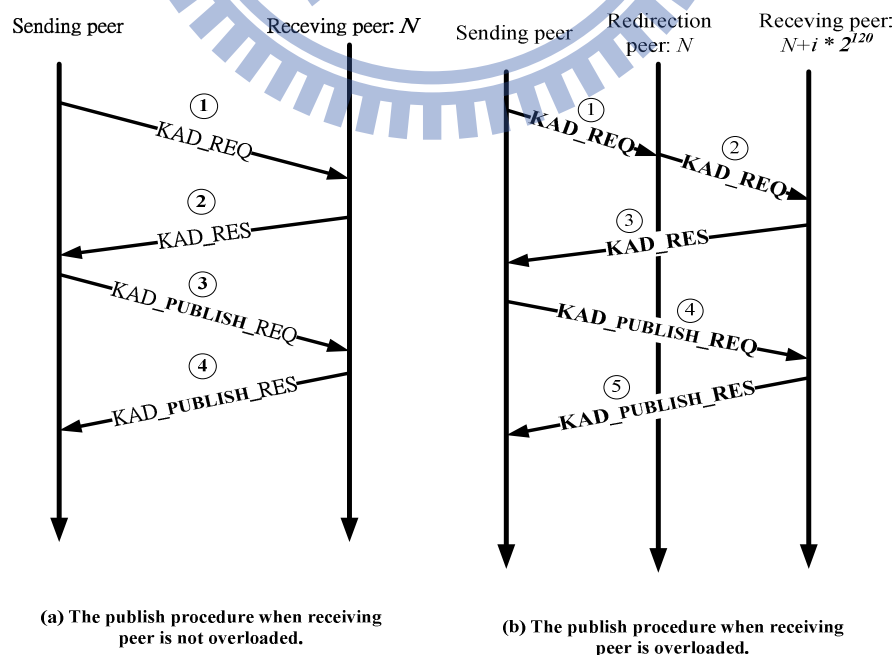 Sending peer
Receving peer: N
①
KAD_REQ
②
KAD_RES
③
KAD_PUBLISH_REQ
④
KAD_PUBLISH_RES
(a) The publish procedure when receiving
peer is not overloaded.
Sending peer
Redirection
peer: N
Receving peer:
N+i * 2^120
①
KAD_REQ
②
KAD_REQ
③
KAD_RES
④
KAD_PUBLISH_REQ
⑤
KAD_PUBLISH_RES
(b) The publish procedure when receiving
peer is overloaded.